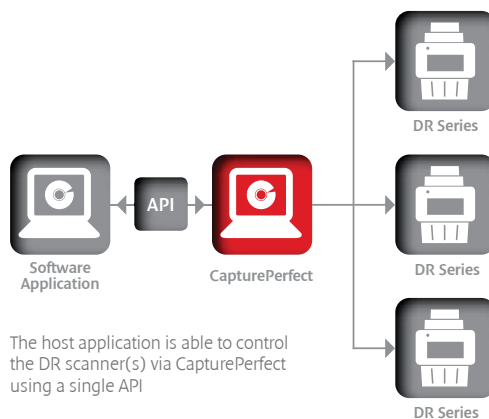 DR Series
API
Software
Application
CapturePerfect
DR Series
The host application is able to control
the DR scanner(s) via CapturePerfect
using a single API
DR Series